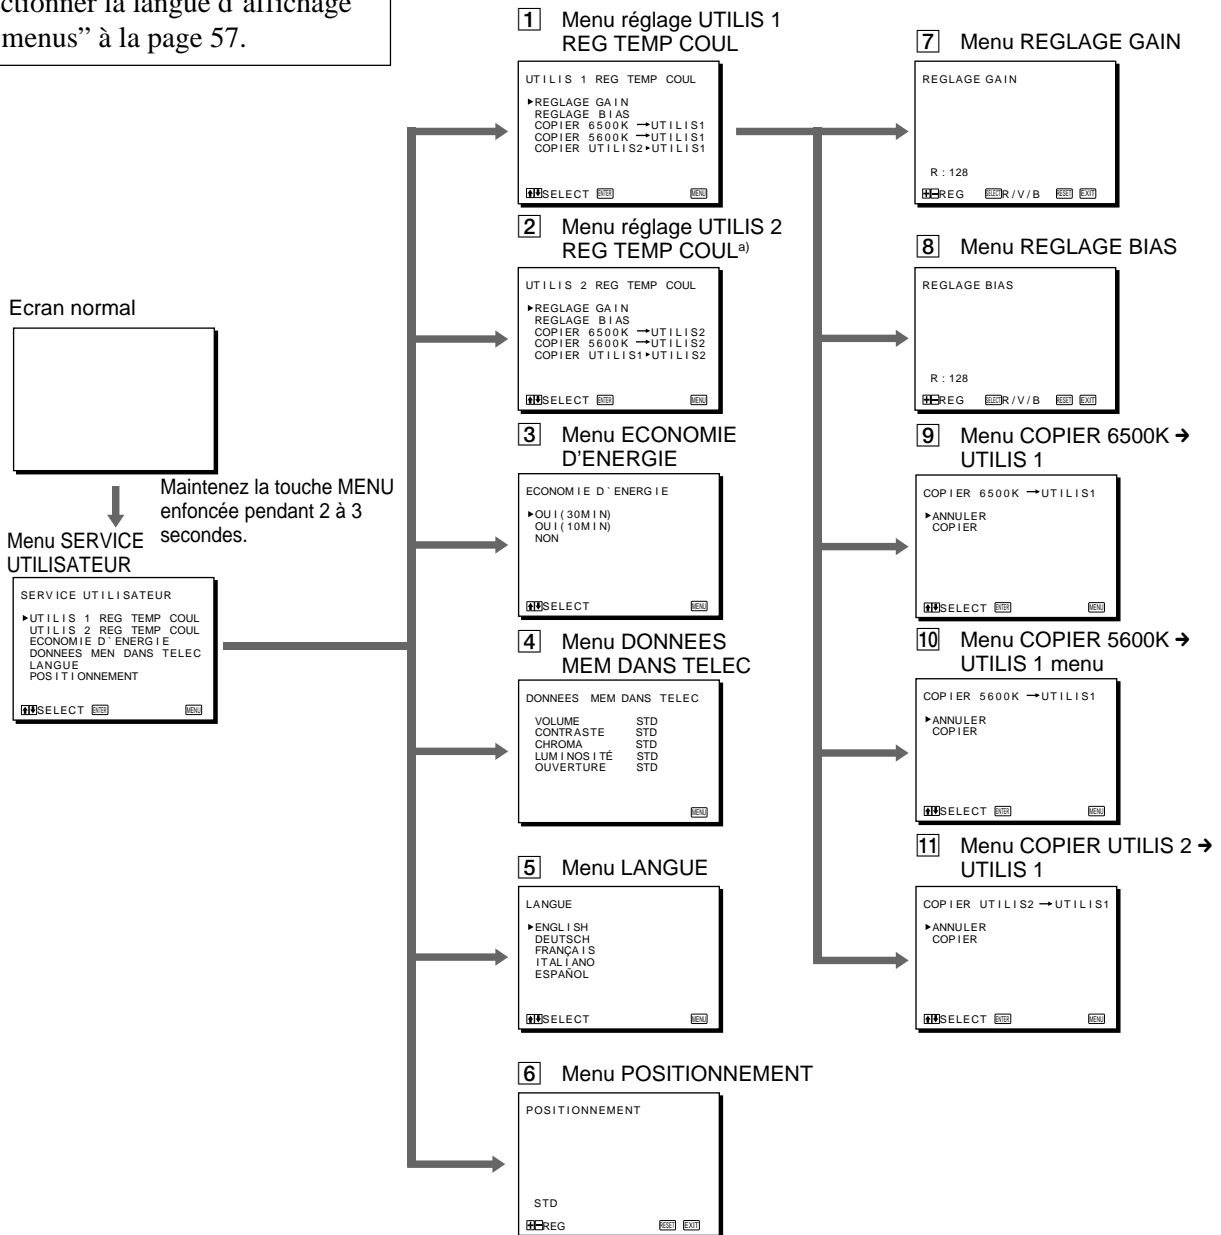 ctionner la langue d'affichage
menus” à la page 57.
Ecran normal
Maintenez la touche MENU
enfoncée pendant 2 à 3
secondes.
Menu SERVICE
UTILISATEUR
SERVICE UTILISATEUR
▶UTILIS 1 REG TEMP COUL
UTILIS 2 REG TEMP COUL
ECONOMIE D`ENERGIE
DONNEES MEN DANS TELEC
LANGUE
POSITIONNEMENT
SELECT ENTER MENU
1 Menu réglage UTILIS 1
REG TEMP COUL
UTILIS 1 REG TEMP COUL
▶REGLAGE GAIN
REGLAGE BIAS
COPIER 6500K →UTILIS1
COPIER 5600K →UTILIS1
COPIER UTILIS2▶UTILIS1
SELECT ENTER MENU
2 Menu réglage UTILIS 2
REG TEMP COULa)
UTILIS 2 REG TEMP COUL
▶REGLAGE GAIN
REGLAGE BIAS
COPIER 6500K →UTILIS2
COPIER 5600K →UTILIS2
COPIER UTILIS1▶UTILIS2
SELECT ENTER MENU
3 Menu ECONOMIE
D’ENERGIE
ECONOMIE D`ENERGIE
▶OUI(30MIN)
OUI(10MIN)
NON
SELECT MENU
4 Menu DONNEES
MEM DANS TELEC
DONNEES MEM DANS TELEC
VOLUME STD
CONTRASTE STD
CHROMA STD
LUMINOSITÉ STD
OUVERTURE STD
MENU
5 Menu LANGUE
LANGUE
▶ENGLISH
DEUTSCH
FRANÇAIS
ITALIANO
ESPAÑOL
SELECT MENU
6 Menu POSITIONNEMENT
POSITIONNEMENT
STD
REG RESET EXIT
7 Menu REGLAGE GAIN
REGLAGE GAIN
R:128
REG SELECT R/V/B RESET EXIT
8 Menu REGLAGE BIAS
REGLAGE BIAS
R:128
REG SELECT R/V/B RESET EXIT
9 Menu COPIER 6500K →
UTILIS 1
COPIER 6500K →UTILIS1
▶ANNULER
COPIER
SELECT ENTER MENU
10 Menu COPIER 5600K →
UTILIS 1 menu
COPIER 5600K →UTILIS1
▶ANNULER
COPIER
SELECT ENTER MENU
11 Menu COPIER UTILIS 2 →
UTILIS 1
COPIER UTILIS2 →UTILIS1
▶ANNULER
COPIER
SELECT ENTER MENU